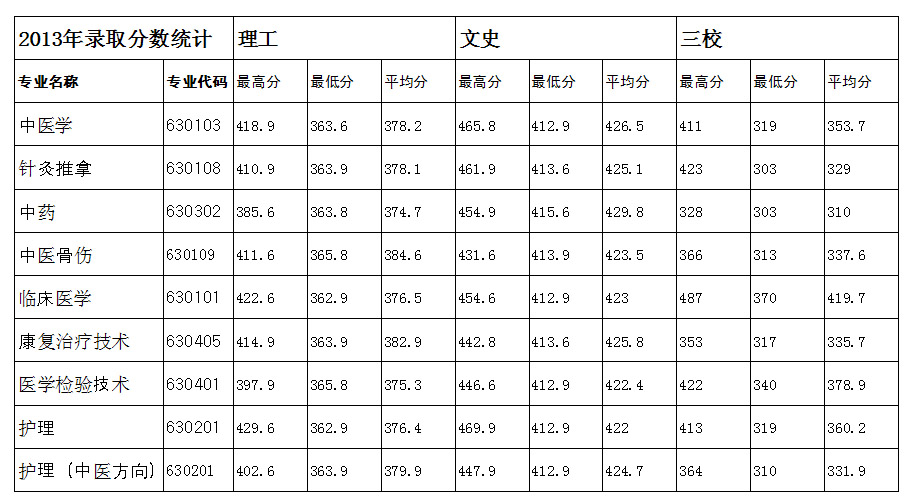 2013年录取分数统计 理工 文史 三校
专业名称 专业代码 最高分 最低分 平均分 最高分 最低分 平均分 最高分 最低分 平均分
中医学 630103 418.9 363.6 378.2 465.8 412.9 426.5 411 319 353.7
针灸推拿 630108 410.9 363.9 378.1 461.9 413.6 425.1 423 303 329
中药 630302 385.6 363.8 374.7 454.9 415.6 429.8 328 303 310
中医骨伤 630109 411.6 365.8 384.6 431.6 413.9 423.5 366 313 337.6
临床医学 630101 422.6 362.9 376.5 454.6 412.9 423 487 370 419.7
康复治疗技术 630405 414.9 363.9 382.9 442.8 413.6 425.8 353 317 335.7
医学检验技术 630401 397.9 365.8 375.3 446.6 412.9 422.4 422 340 378.9
护理 630201 429.6 362.9 376.4 469.9 412.9 422 413 319 360.2
护理（中医方向) 630201 402.6 363.9 379.9 447.9 412.9 424.7 364 310 331.9